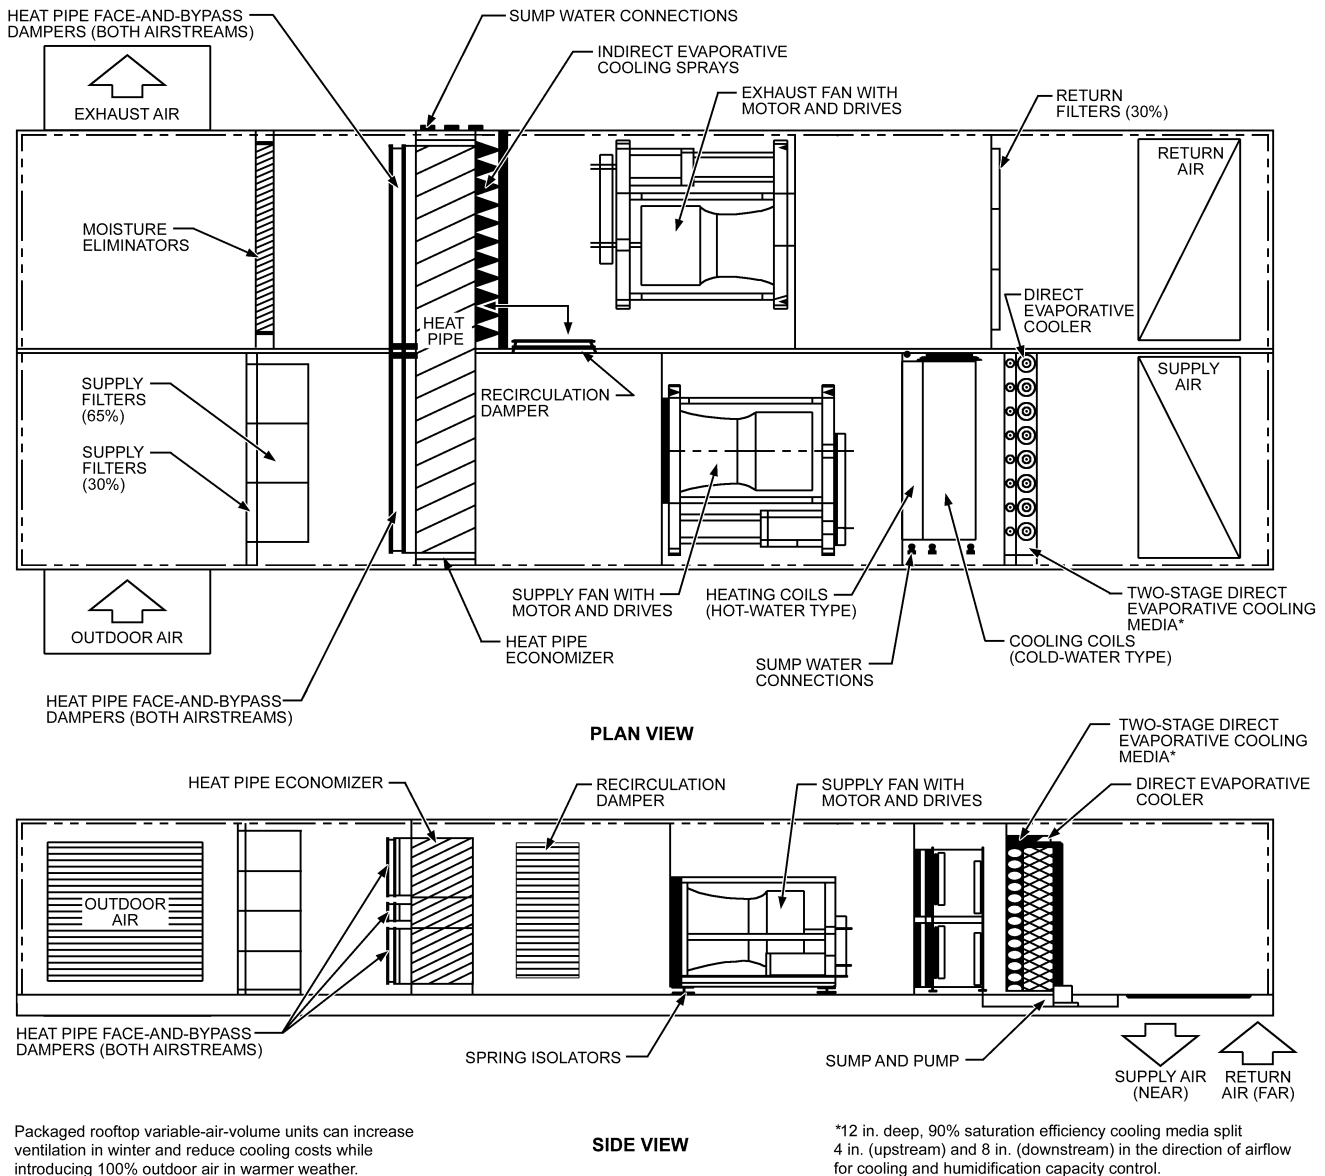 HEAT PIPE FACE-AND-BYPASS
DAMPERS (BOTH AIRSTREAMS)
SUMP WATER CONNECTIONS
INDIRECT EVAPORATIVE
COOLING SPRAYS
EXHAUST FAN WITH
MOTOR AND DRIVES
RETURN
FILTERS (30%)
EXHAUST AIR
RETURN
AIR
MOISTURE
ELIMINATORS
DIRECT
EVAPORATIVE
COOLER
HEAT
PIPE
SUPPLY
AIR
SUPPLY
FILTERS
(65%)
RECIRCULATION
DAMPER
SUPPLY
FILTERS
(30%)
OUTDOOR AIR
SUPPLY FAN WITH
MOTOR AND DRIVES
HEATING COILS
(HOT-WATER TYPE)
TWO-STAGE DIRECT
EVAPORATIVE COOLING
MEDIA*
HEAT PIPE
ECONOMIZER
COOLING COILS
(COLD-WATER TYPE)
SUMP WATER
CONNECTIONS
HEAT PIPE FACE-AND-BYPASS
DAMPERS (BOTH AIRSTREAMS)
PLAN VIEW
TWO-STAGE DIRECT
EVAPORATIVE COOLING
MEDIA*
HEAT PIPE ECONOMIZER
RECIRCULATION
DAMPER
SUPPLY FAN WITH
MOTOR AND DRIVES
DIRECT EVAPORATIVE
COOLER
OUTDOOR
AIR
HEAT PIPE FACE-AND-BYPASS
DAMPERS (BOTH AIRSTREAMS)
SPRING ISOLATORS
SUMP AND PUMP
SUPPLY AIR
(NEAR)
RETURN
AIR (FAR)
Packaged rooftop variable-air-volume units can increase
ventilation in winter and reduce cooling costs while
introducing 100% outdoor air in warmer weather.
SIDE VIEW
*12 in. deep, 90% saturation efficiency cooling media split
4 in. (upstream) and 8 in. (downstream) in the direction of airflow
for cooling and humidification capacity control.